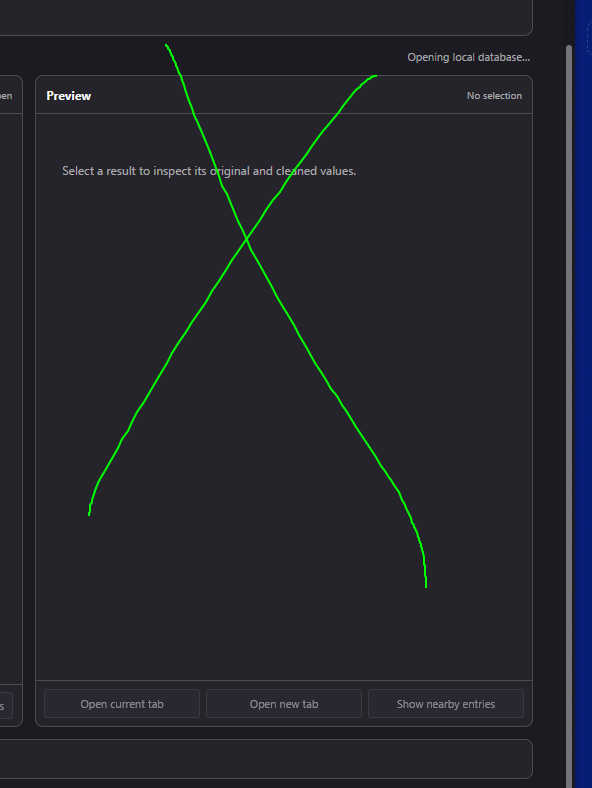 Opening local database...
Preview
No selection
Select a result to inspect its original and cleaned values.
Open current tab
Open new tab
Show nearby entries